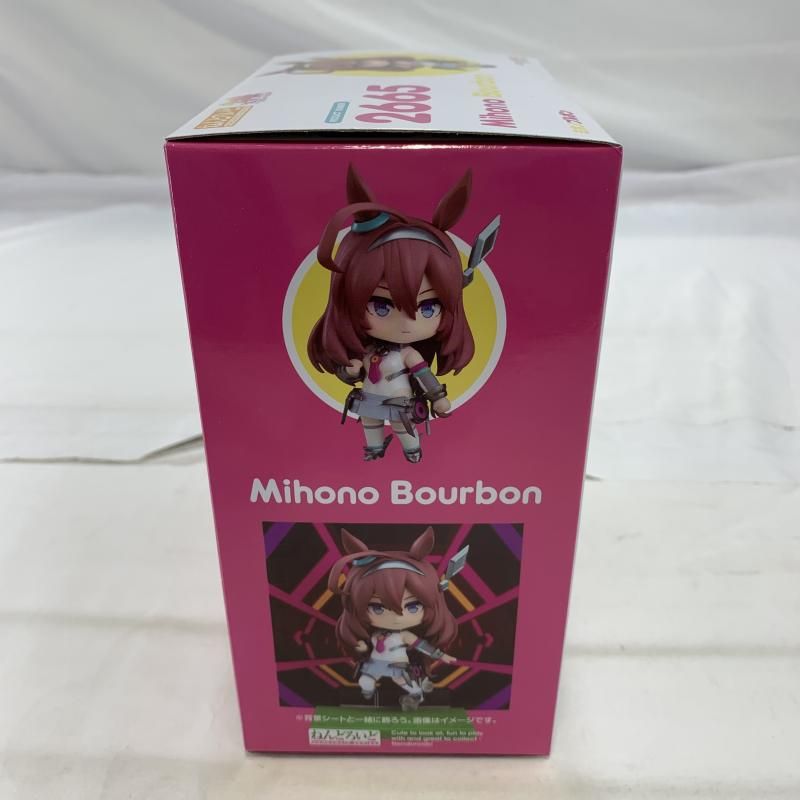 2665
Mihono Bourbon
Mihono Bourbon
※背景シートと一緒に飾ろう。画像はイメージです。
ねんどろいど
Cute to look at, fun to play
with and great to collect -
Nendoroids!